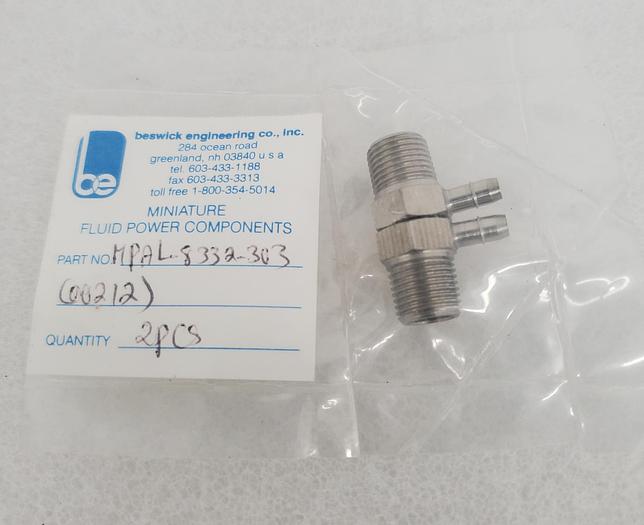 be
beswick engineering co., inc.
284 ocean road
greenland, nh 03840 u s a
tel. 603-433-1188
fax 603-433-3313
toll free 1-800-354-5014
MINIATURE
FLUID POWER COMPONENTS
PART NO. MPAL-8332-303
(00212)
QUANTITY 2pcs